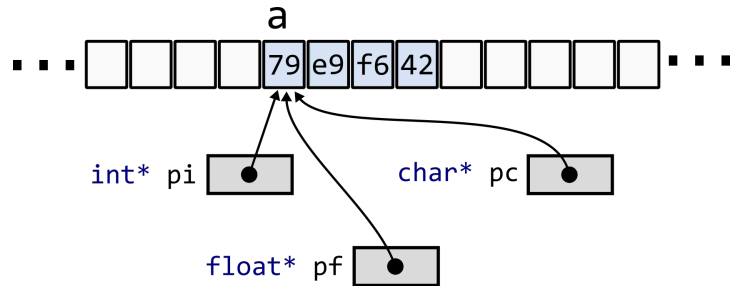 a
79 e9 f6 42
int* pi
char* pc
float* pf